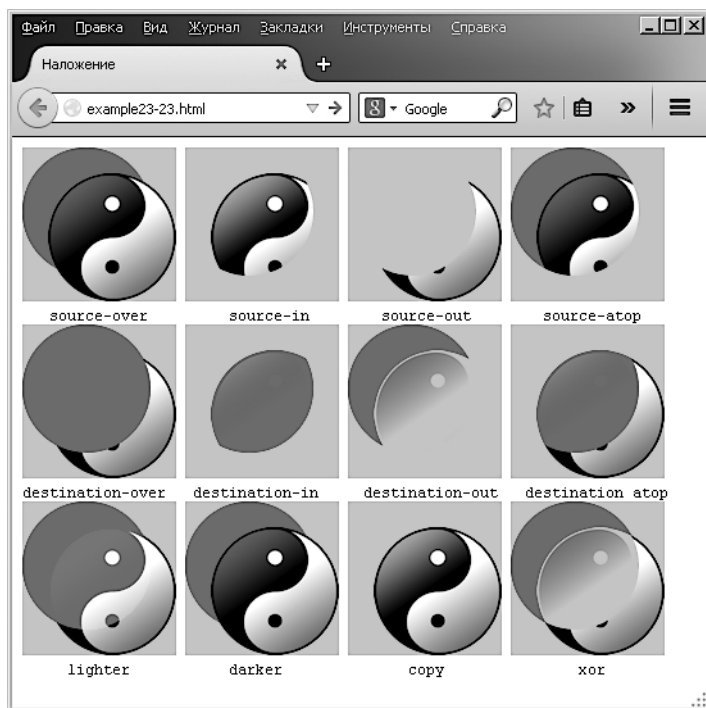 Файл Правка Вид Журнал Закладки Инструменты Справка
Наложение
example23-23.html Google
source-over source-in source-out source-atop
destination-over destination-in destination-out destination atop
lighter darker copy xor